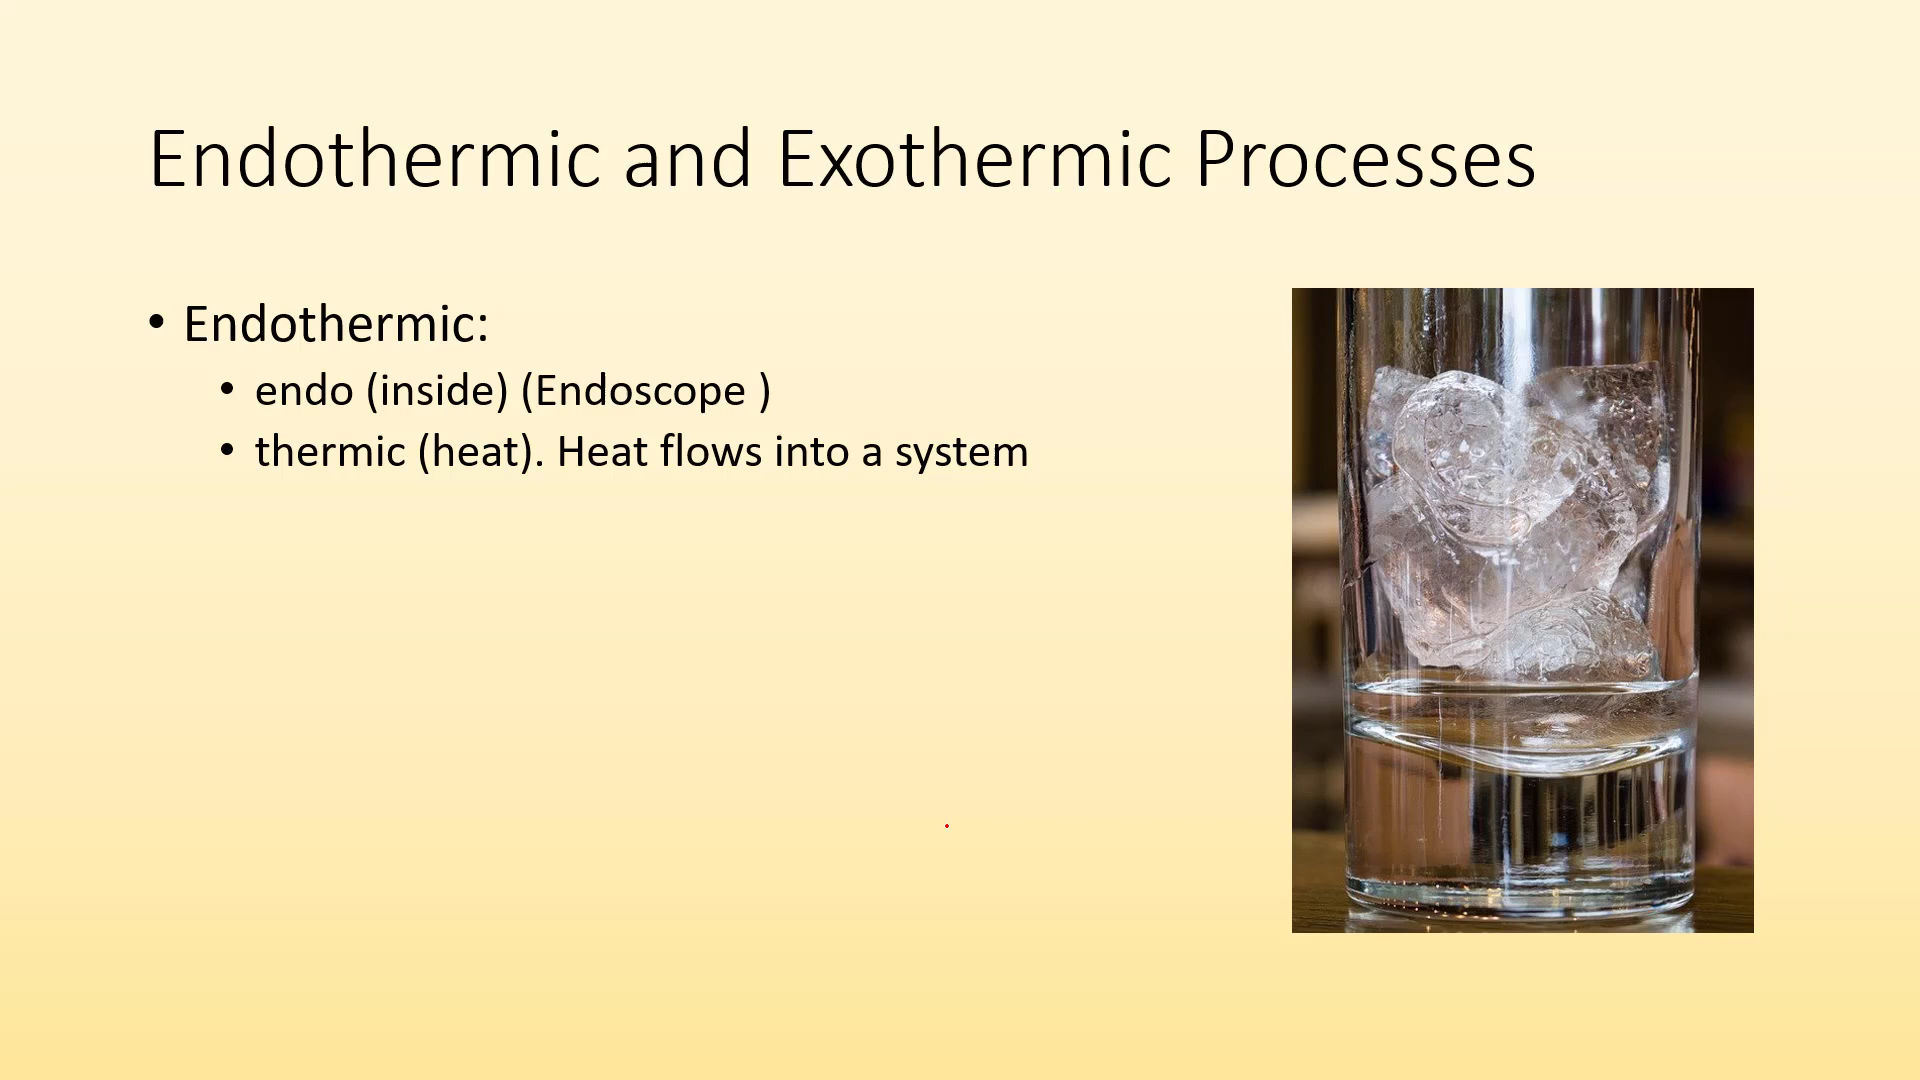 Endothermic and Exothermic Processes
• Endothermic:
• endo (inside) (Endoscope )
• thermic (heat). Heat flows into a system